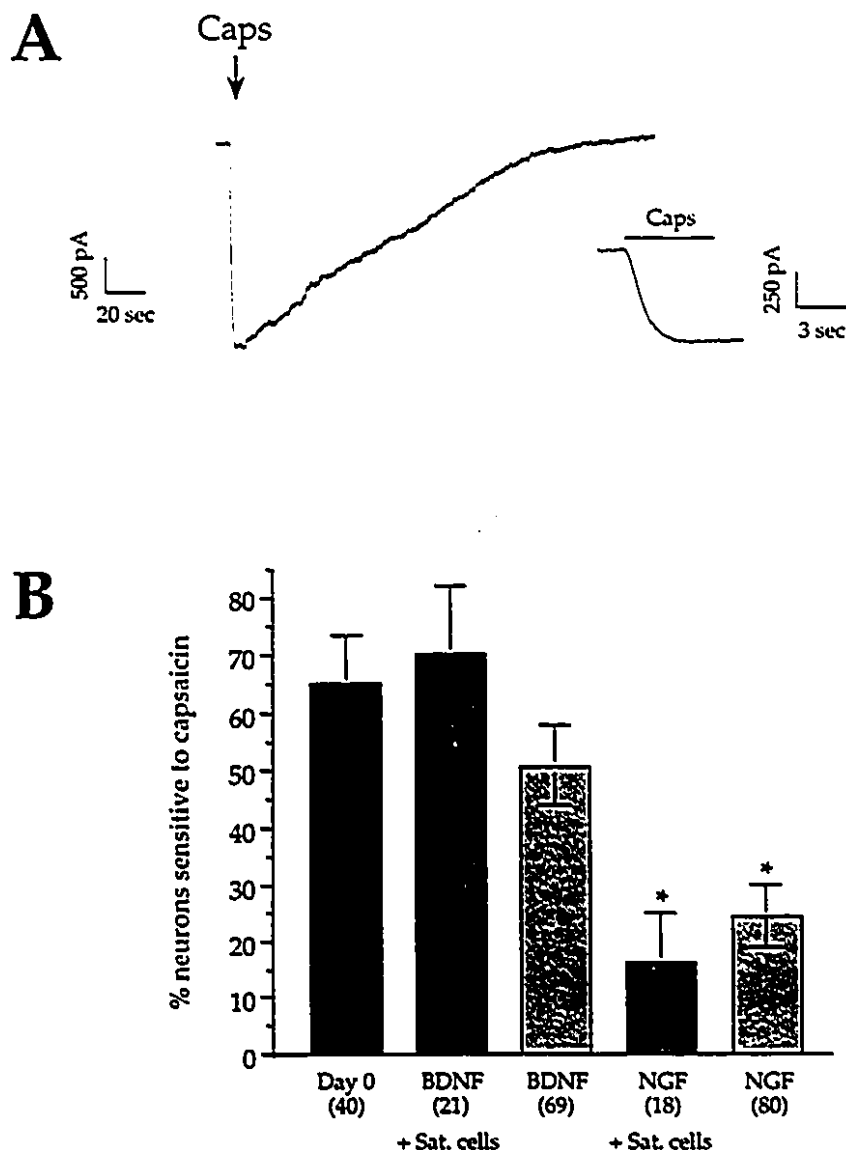 A
Caps
500 pA
20 sec
Caps
250 pA
3 sec
B
% neurons sensitive to capsaicin
80
70
60
50
40
30
20
10
0
*
*
Day 0
(40)
BDNF
(21)
+ Sat. cells
BDNF
(69)
NGF
(18)
+ Sat. cells
NGF
(80)